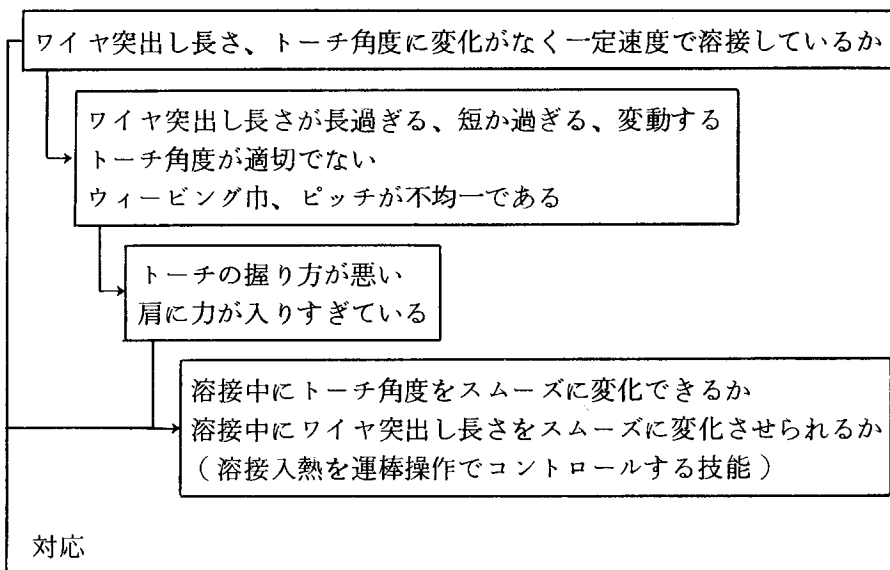 ワイヤ突出し長さ、トーチ角度に変化がなく一定速度で溶接しているか
ワイヤ突出し長さが長過ぎる、短か過ぎる、変動する
トーチ角度が適切でない
ウィービング巾、ピッチが不均一である
トーチの握り方が悪い
肩に力が入りすぎている
溶接中にトーチ角度をスムーズに変化できるか
溶接中にワイヤ突出し長さをスムーズに変化させられるか
(溶接入熱を運棒操作でコントロールする技能)
対応